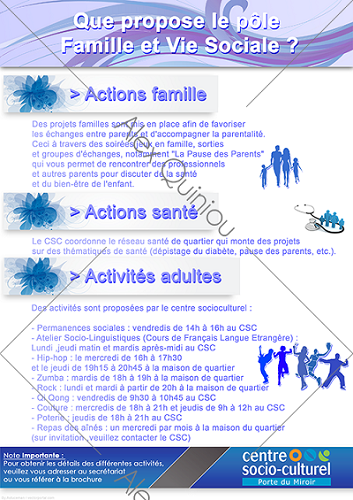 Que propose le pôle
Famille et Vie Sociale ?
> Actions famille
Des projets familles sont mis en place afin de favoriser
les échanges entre parents et d'accompagner la parentalité.
Ceci à travers des soirées jeux en famille, sorties
et groupes d'échanges, notamment "La Pause des Parents"
qui vous permet de rencontrer des professionnels
et autres parents pour discuter de la santé
et du bien-être de l'enfant.
> Actions santé
Le CSC coordonne le réseau santé de quartier qui monte des projets
sur des thématiques de santé (dépistage du diabète, pause des parents, etc.).
> Activités adultes
Des activités sont proposées par le centre socioculturel :
- Permanences sociales : vendredis de 14h à 16h au CSC
- Atelier Socio-Linguistiques (Cours de Français Langue Etrangère) :
Lundi ,jeudi matin et mardis après-midi au CSC
- Hip-hop : le mercredi de 16h à 17h30
et le jeudi de 19h15 à 20h45 à la maison de quartier
- Zumba : mardis de 18h à 19h à la maison de quartier
- Rock : lundi et mardi à partir de 20h à la maison de quartier
- Qi Qong : vendredis de 9h30 à 10h45 au CSC
- Couture : mercredis de 18h à 21h et jeudis de 9h à 12h au CSC
- Poterie : jeudis de 18h à 21h au CSC
- Repas des aînés : un mercredi par mois à la maison du quartier
(sur invitation ,veuillez contacter le CSC)
Note importante :
Pour obtenir les détails des différentes activités,
veuillez vous adresser au secrétariat
ou vous référer à la brochure
centre
socio-culturel
Porte du Miroir
Alex Quiniou
Alex